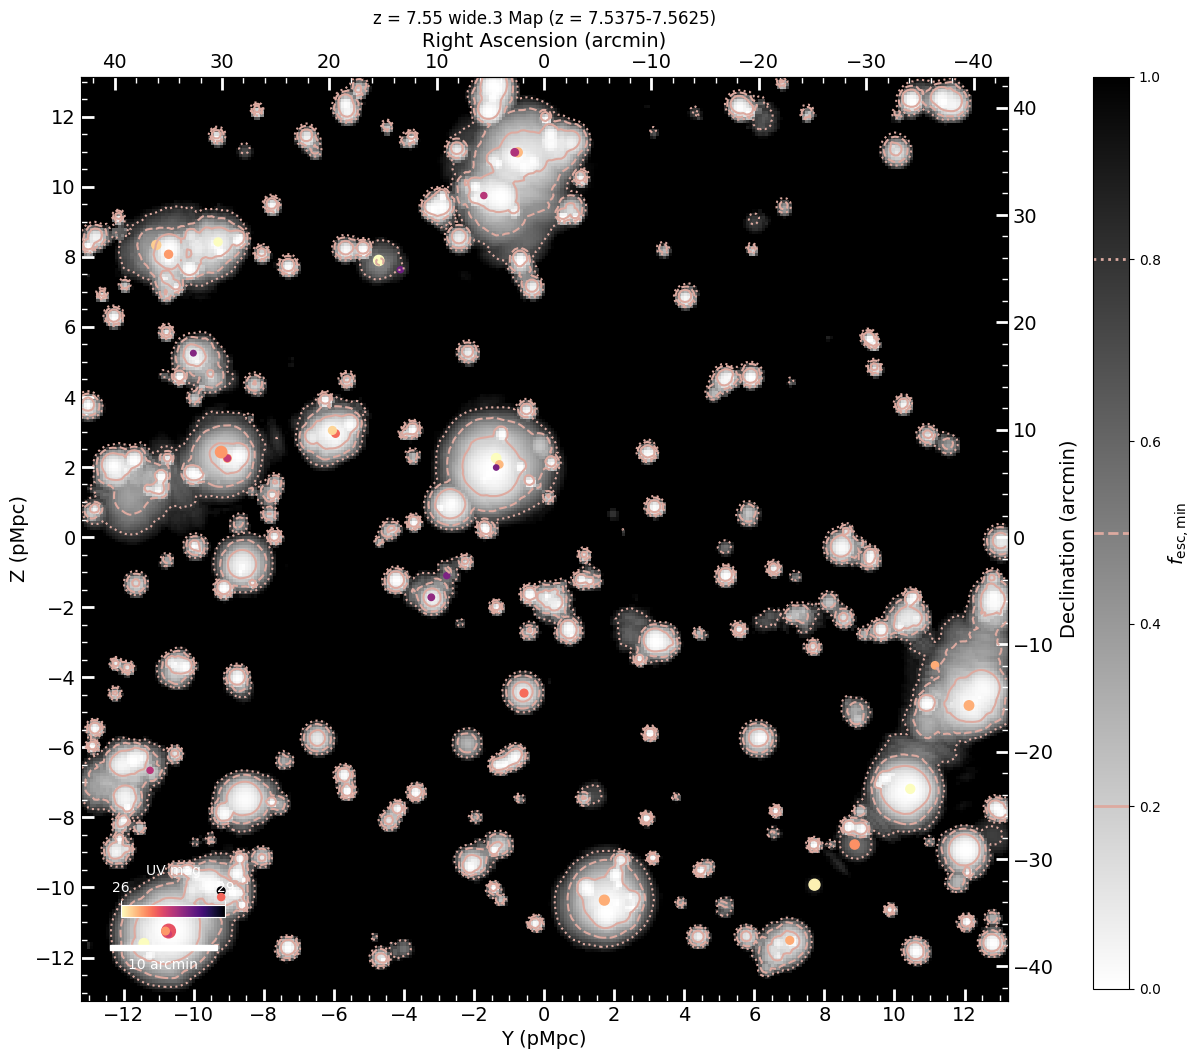 z = 7.55 wide.3 Map (z = 7.5375-7.5625)
Right Ascension (arcmin)
40 30 20 10 0 −10 −20 −30 −40
12
10
8
6
4
2
0
−2
−4
−6
−8
−10
−12
Z (pMpc)
40
30
20
10
0
−10
−20
−30
−40
Declination (arcmin)
1.0
0.8
0.6
0.4
0.2
0.0
fesc,min
UV mag
26 29
10 arcmin
−12 −10 −8 −6 −4 −2 0 2 4 6 8 10 12
Y (pMpc)